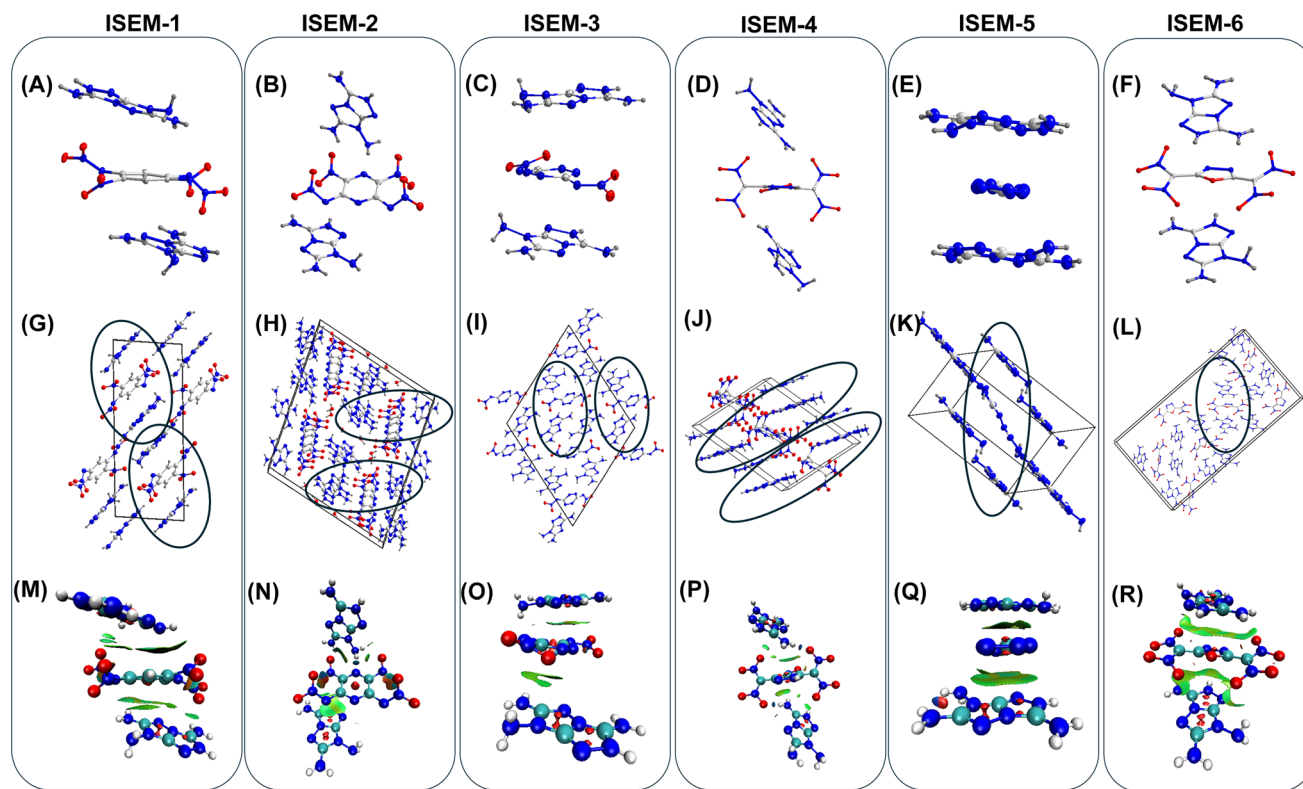 ISEM-1 ISEM-2 ISEM-3 ISEM-4 ISEM-5 ISEM-6
(A) (B) (C) (D) (E) (F)
(G) (H) (I) (J) (K) (L)
(M) (N) (O) (P) (Q) (R)